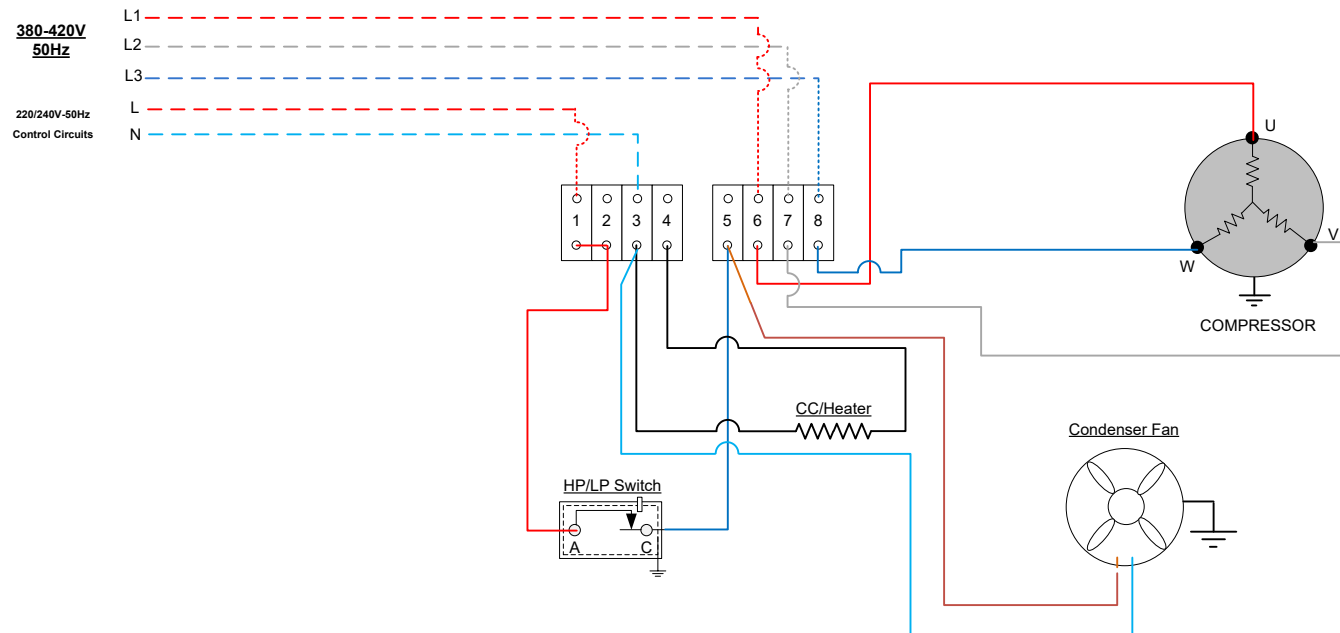 380-420V
50Hz
L1
L2
L3
220/240V-50Hz
Control Circuits
L
N
1 2 3 4
5 6 7 8
U
V
W
COMPRESSOR
CC/Heater
Condenser Fan
HP/LP Switch
A C